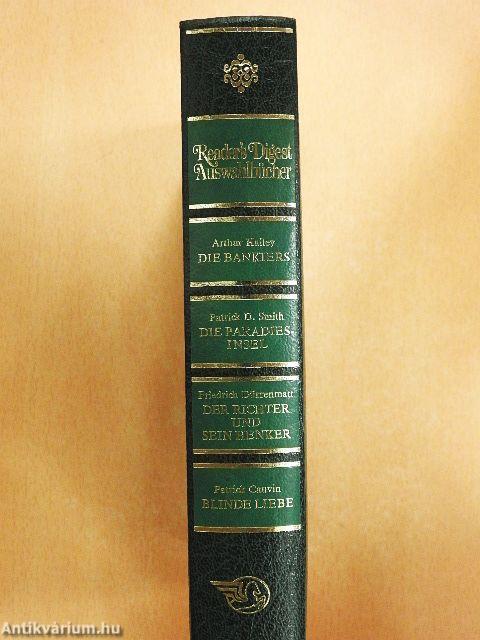 Reader's Digest
Auswahlbücher
Arthur Hailey
DIE BANKIERS
Patrick D. Smith
DIE PARADIES-
INSEL
Friedrich Dürrenmatt
DER RICHTER
UND
SEIN HENKER
Patrick Cauvin
BLINDE LIEBE
Antikvárium.hu